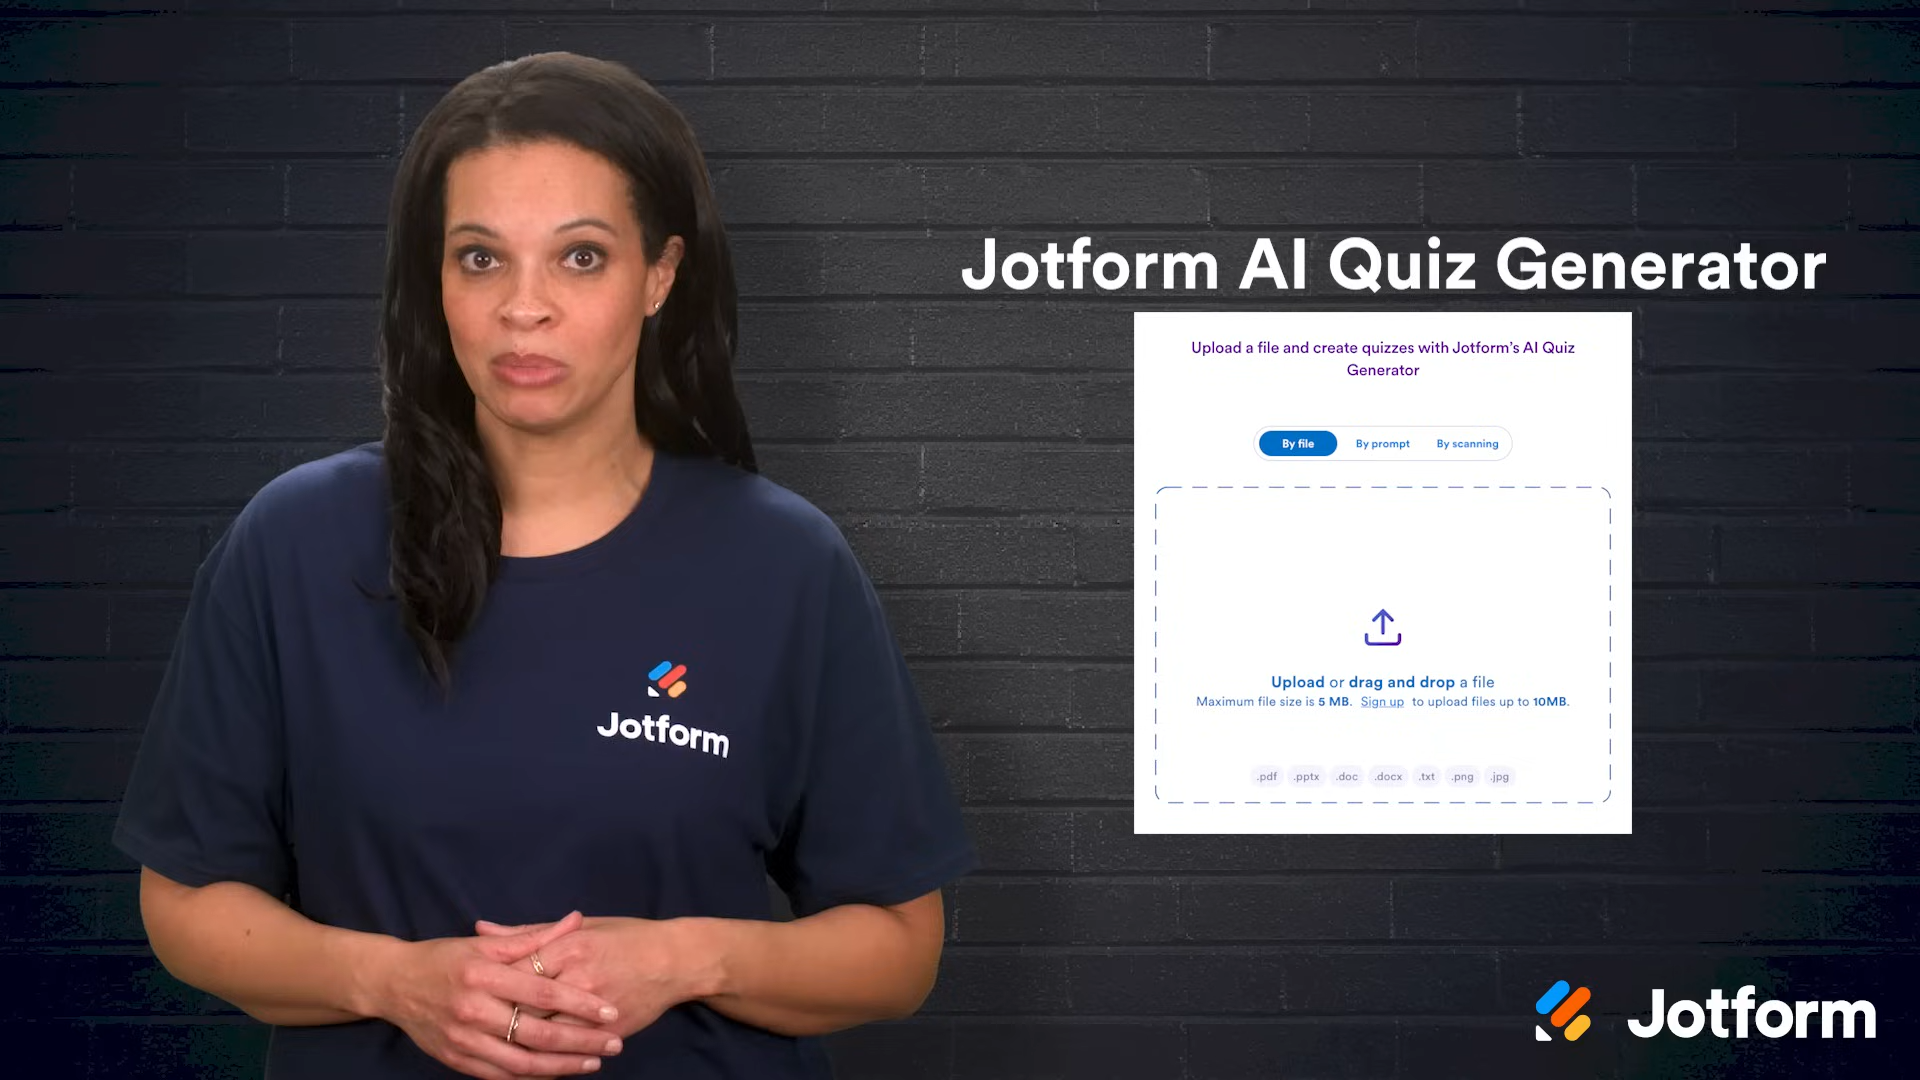 Jotform AI Quiz Generator
Upload a file and create quizzes with Jotform's AI Quiz
Generator
By file
By prompt
By scanning
Upload or drag and drop a file
Maximum file size is 5 MB. Sign up to upload files up to 10MB.
.pdf .pptx .doc .docx .txt .png .jpg
Jotform
Jotform